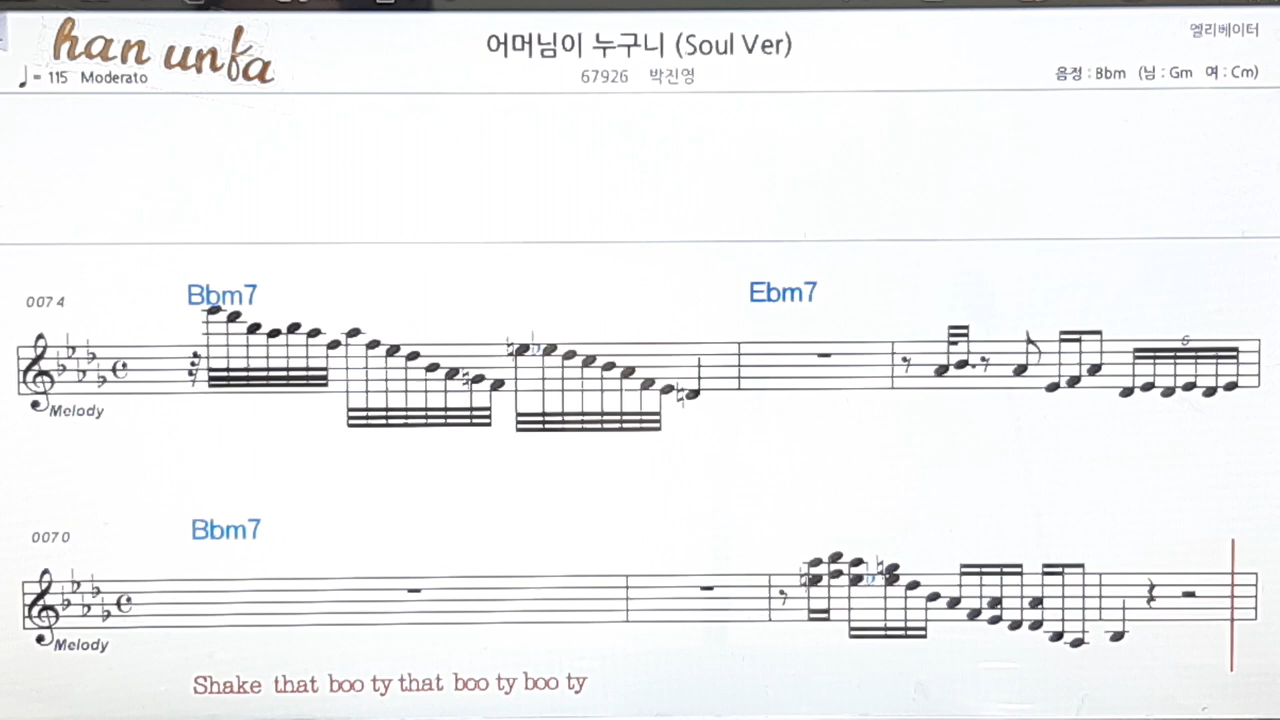 han unfa
엘리베이터
어머님이 누구니 (Soul Ver)
♩= 115 Moderato
67926 박진영
음정 : Bbm (님 : Gm 여 : Cm)
0074
Bbm7
Ebm7
6
Melody
0070
Bbm7
Melody
Shake that boo ty that boo ty boo ty